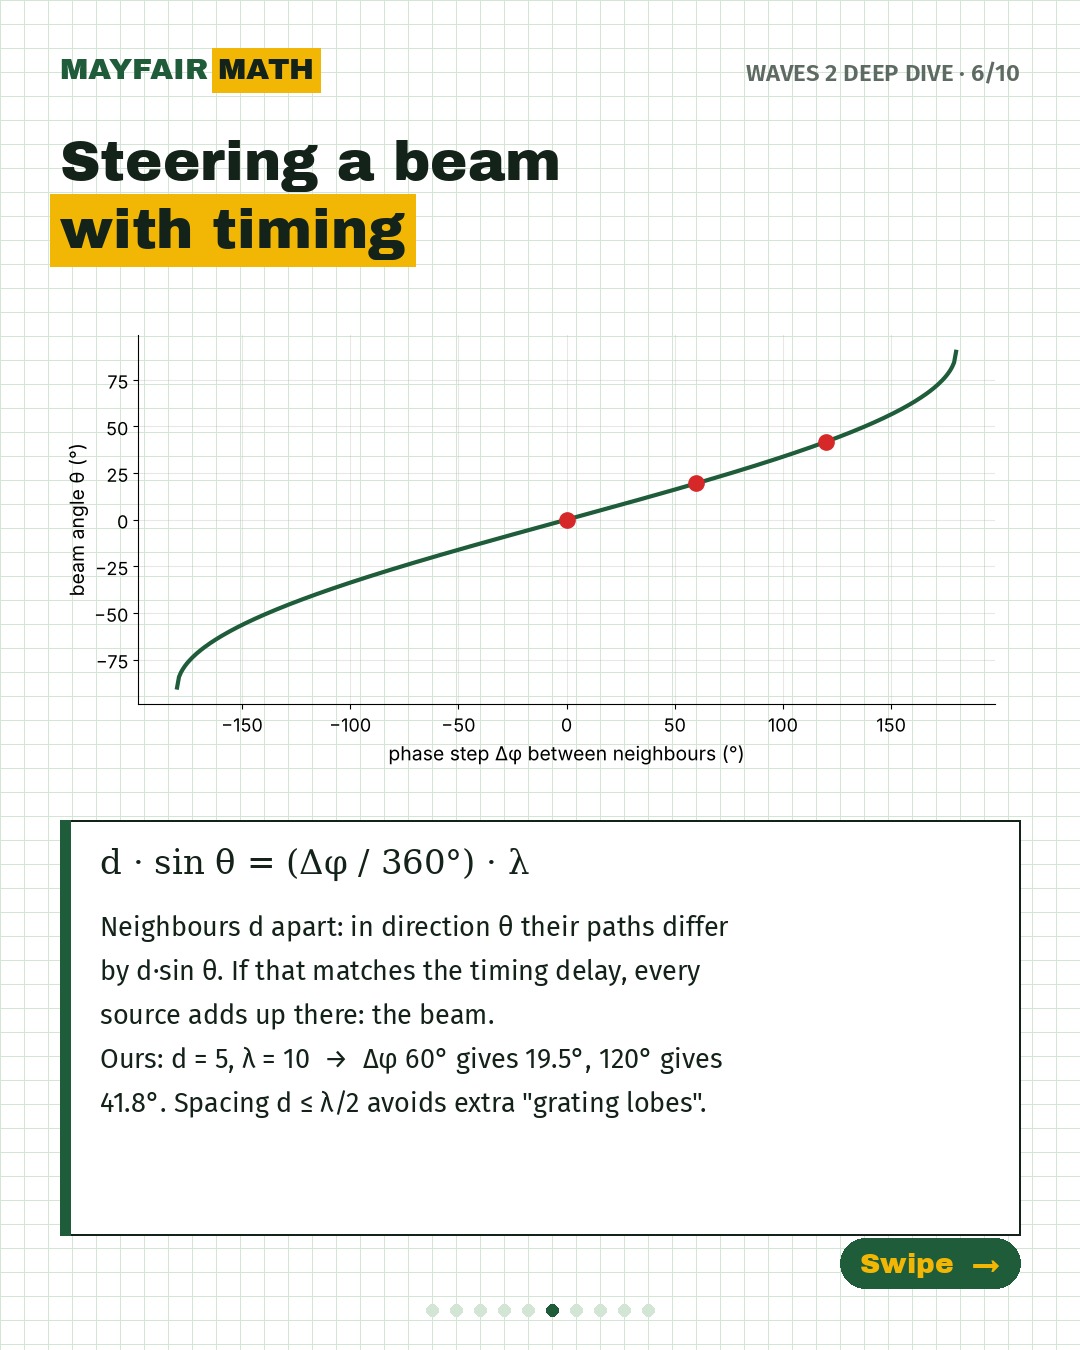 MAYFAIR MATH
WAVES 2 DEEP DIVE · 6/10
Steering a beam
with timing
75
50
25
0
−25
−50
−75
beam angle θ (°)
−150 −100 −50 0 50 100 150
phase step Δφ between neighbours (°)
d · sin θ = (Δφ / 360°) · λ
Neighbours d apart: in direction θ their paths differ
by d·sin θ. If that matches the timing delay, every
source adds up there: the beam.
Ours: d = 5, λ = 10 → Δφ 60° gives 19.5°, 120° gives
41.8°. Spacing d ≤ λ/2 avoids extra "grating lobes".
Swipe →